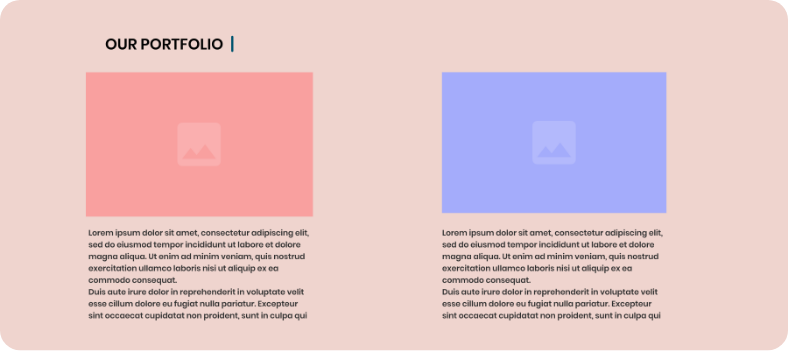 OUR PORTFOLIO
Lorem ipsum dolor sit amet, consectetur adipiscing elit,
sed do eiusmod tempor incididunt ut labore et dolore
magna aliqua. Ut enim ad minim veniam, quis nostrud
exercitation ullamco laboris nisi ut aliquip ex ea
commodo consequat.
Duis aute irure dolor in reprehenderit in voluptate velit
esse cillum dolore eu fugiat nulla pariatur. Excepteur
sint occaecat cupidatat non proident, sunt in culpa qui
Lorem ipsum dolor sit amet, consectetur adipiscing elit,
sed do eiusmod tempor incididunt ut labore et dolore
magna aliqua. Ut enim ad minim veniam, quis nostrud
exercitation ullamco laboris nisi ut aliquip ex ea
commodo consequat.
Duis aute irure dolor in reprehenderit in voluptate velit
esse cillum dolore eu fugiat nulla pariatur. Excepteur
sint occaecat cupidatat non proident, sunt in culpa qui